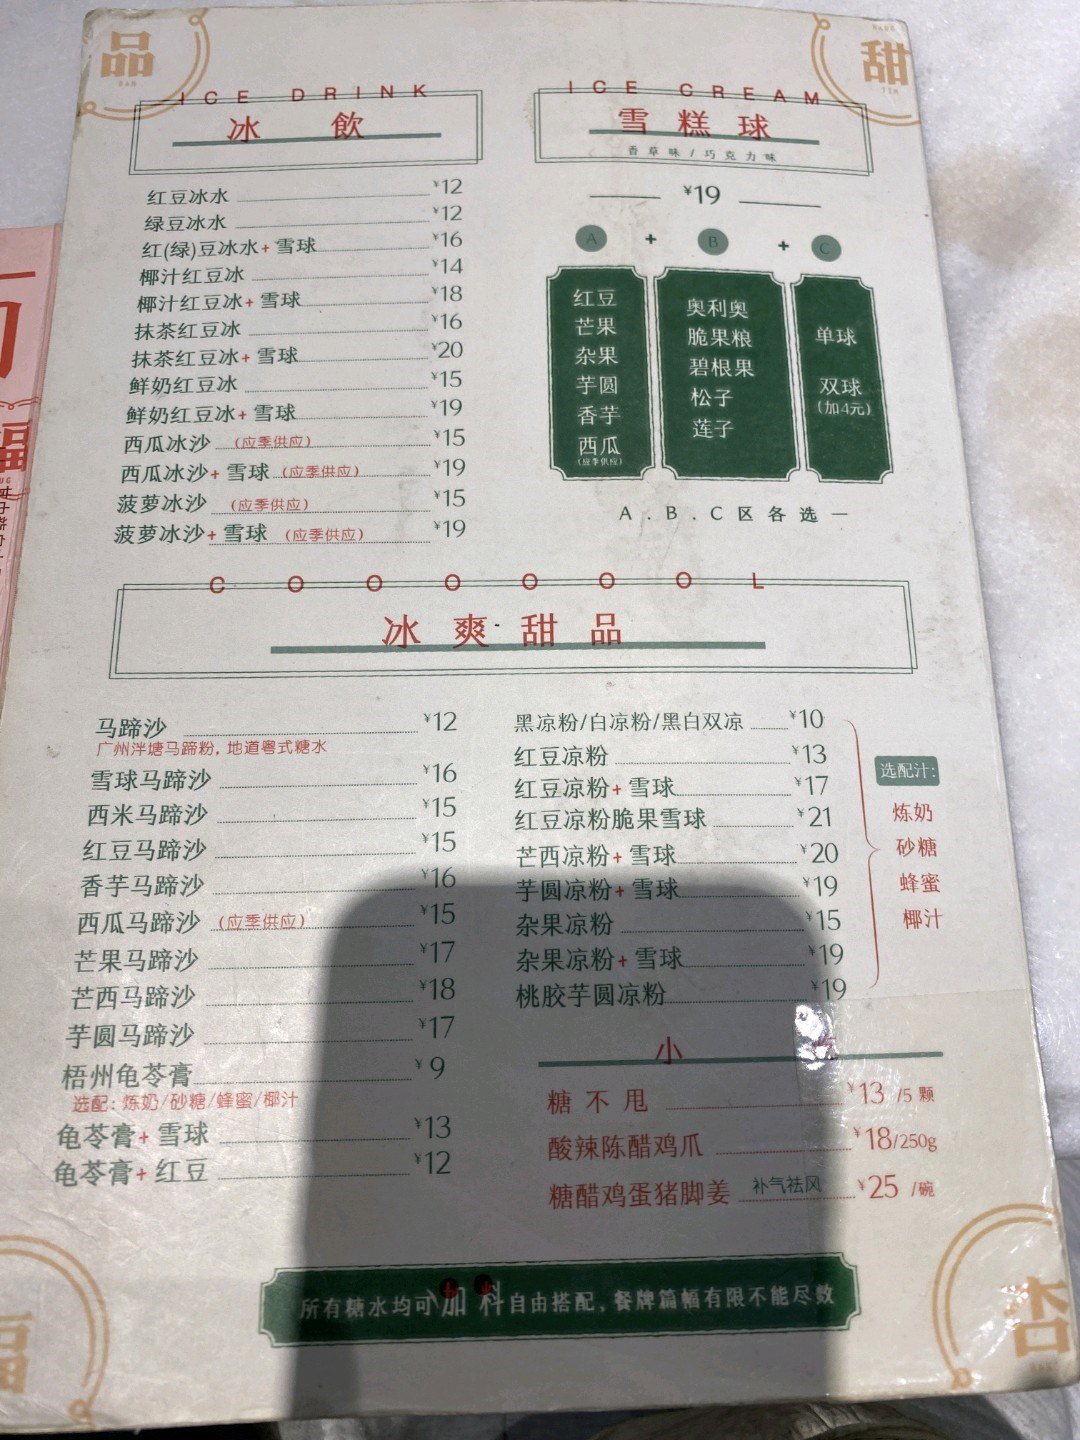 品
甜
ICE DRINK
冰 飲
红豆冰水 ¥12
绿豆冰水 ¥12
红(绿)豆冰水+雪球 ¥16
椰汁红豆冰 ¥14
椰汁红豆冰+雪球 ¥18
抹茶红豆冰 ¥16
抹茶红豆冰+雪球 ¥20
鲜奶红豆冰 ¥15
鲜奶红豆冰+雪球 ¥19
西瓜冰沙 (应季供应) ¥15
西瓜冰沙+雪球 (应季供应) ¥19
菠萝冰沙 (应季供应) ¥15
菠萝冰沙+雪球 (应季供应) ¥19
ICE CREAM
雪糕球
香草味/巧克力味
¥19
A + B + C
红豆
芒果
杂果
芋圆
香芋
西瓜
(应季供应)
奥利奥
脆果粮
碧根果
松子
莲子
单球
双球
(加4元)
A.B.C区各选一
COOOOOOL
冰爽甜品
马蹄沙 ¥12
广州泮塘马蹄粉,地道粤式糖水
雪球马蹄沙 ¥16
西米马蹄沙 ¥15
红豆马蹄沙 ¥15
香芋马蹄沙 ¥16
西瓜马蹄沙 (应季供应) ¥15
芒果马蹄沙 ¥17
芒西马蹄沙 ¥18
芋圆马蹄沙 ¥17
梧州龟苓膏 ¥9
选配:炼奶/砂糖/蜂蜜/椰汁
龟苓膏+雪球 ¥13
龟苓膏+红豆 ¥12
黑凉粉/白凉粉/黑白双凉 ¥10
红豆凉粉 ¥13
红豆凉粉+雪球 ¥17
红豆凉粉脆果雪球 ¥21
芒西凉粉+雪球 ¥20
芋圆凉粉+雪球 ¥19
杂果凉粉 ¥15
杂果凉粉+雪球 ¥19
桃胶芋圆凉粉 ¥19
选配汁:
炼奶
砂糖
蜂蜜
椰汁
小
糖不甩 ¥13 /5颗
酸辣陈醋鸡爪 ¥18/250g
糖醋鸡蛋猪脚姜 补气祛风 ¥25 /碗
所有糖水均可加料自由搭配,餐牌篇幅有限不能尽数
福
杏